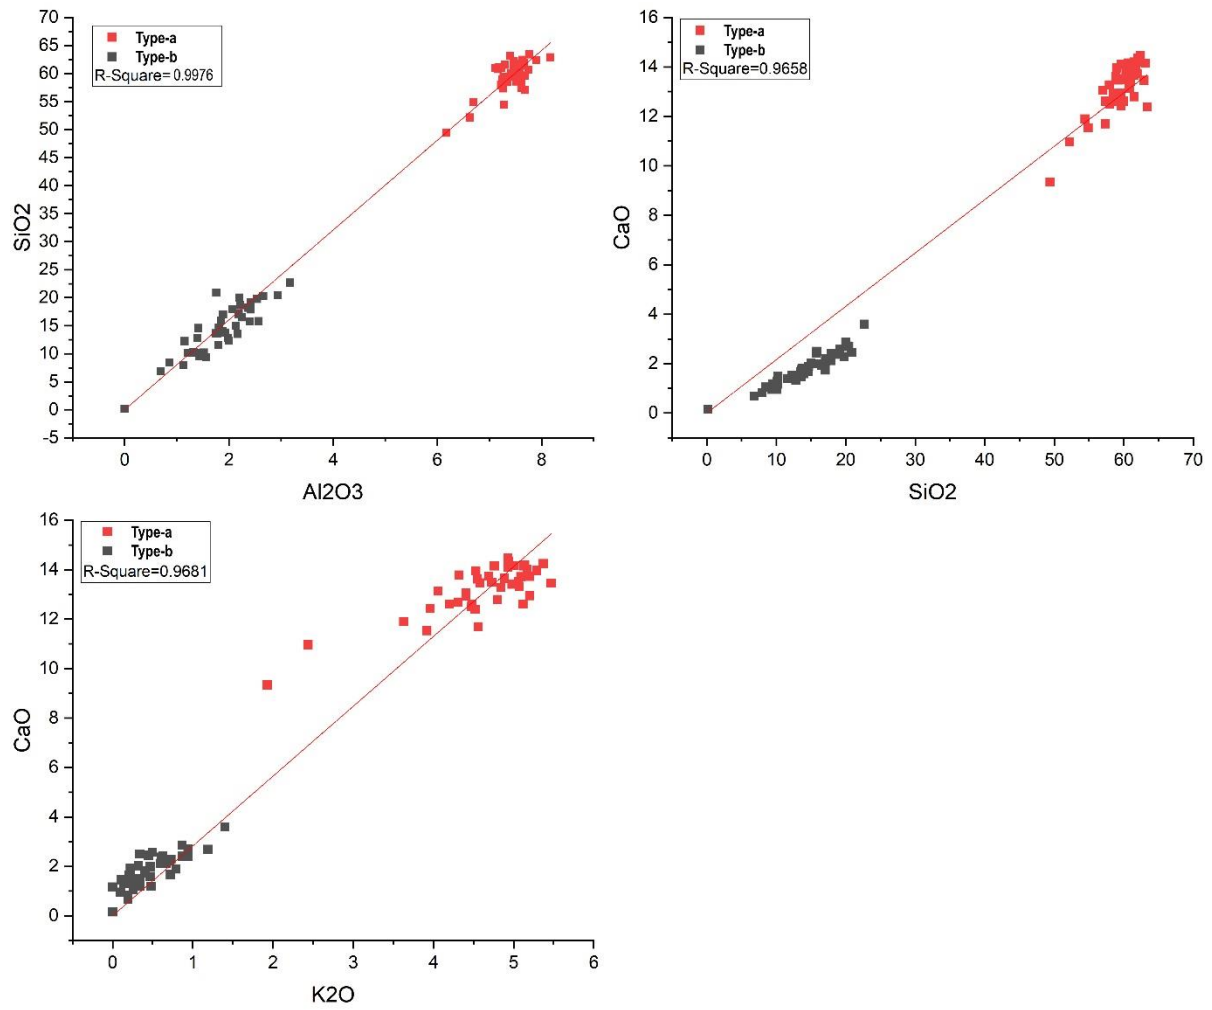 70
65
60
55
50
45
40
35
30
25
20
15
10
5
0
-5
SiO2
Type-a
Type-b
R-Square= 0.9976
0 2 4 6 8
Al2O3
16
14
12
10
8
6
4
2
0
CaO
Type-a
Type-b
R-Square=0.9658
0 10 20 30 40 50 60 70
SiO2
16
14
12
10
8
6
4
2
0
CaO
Type-a
Type-b
R-Square=0.9681
0 1 2 3 4 5 6
K2O